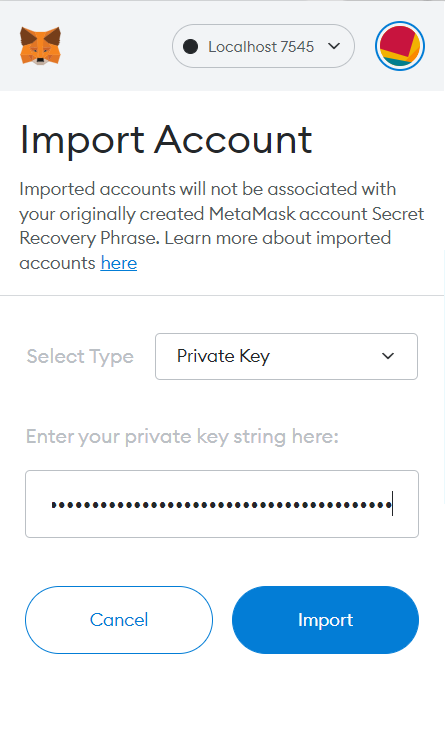 Localhost 7545
Import Account
Imported accounts will not be associated with
your originally created MetaMask account Secret
Recovery Phrase. Learn more about imported
accounts here
Select Type
Private Key
Enter your private key string here:
Cancel
Import